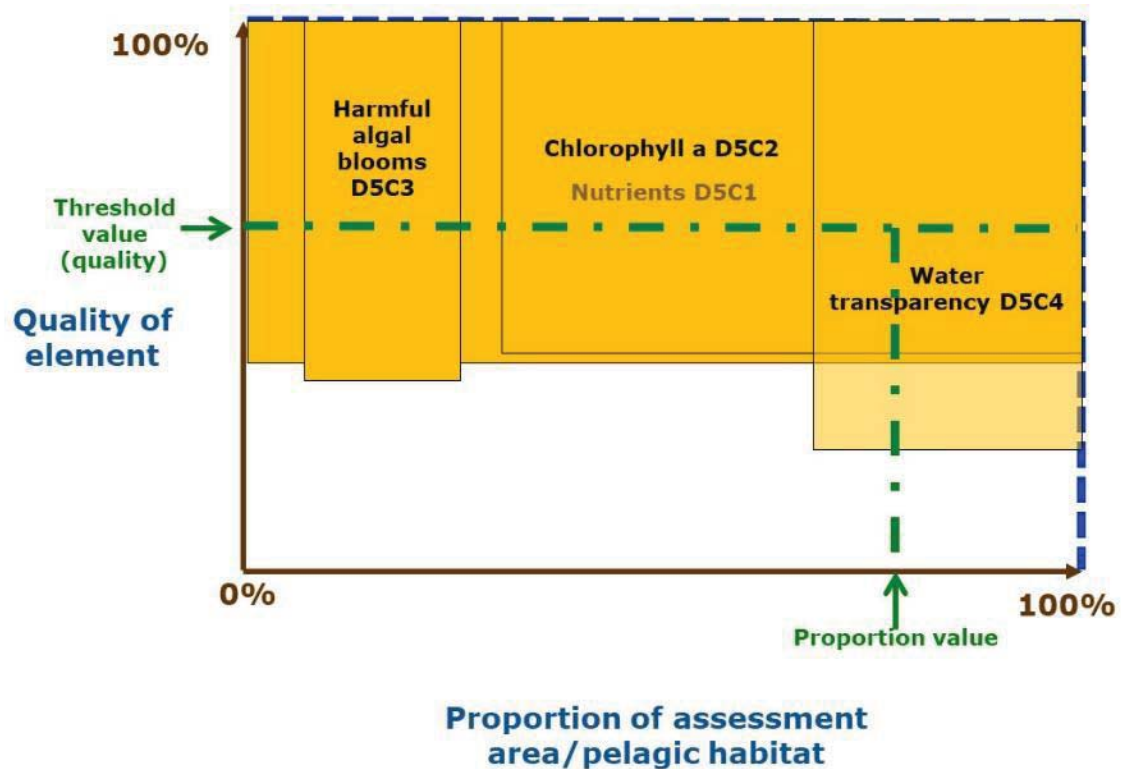 100%
Harmful
algal
blooms
D5C3
Chlorophyll a D5C2
Nutrients D5C1
Threshold
value
(quality)
Water
transparency D5C4
Quality of
element
0%
100%
Proportion value
Proportion of assessment
area/pelagic habitat